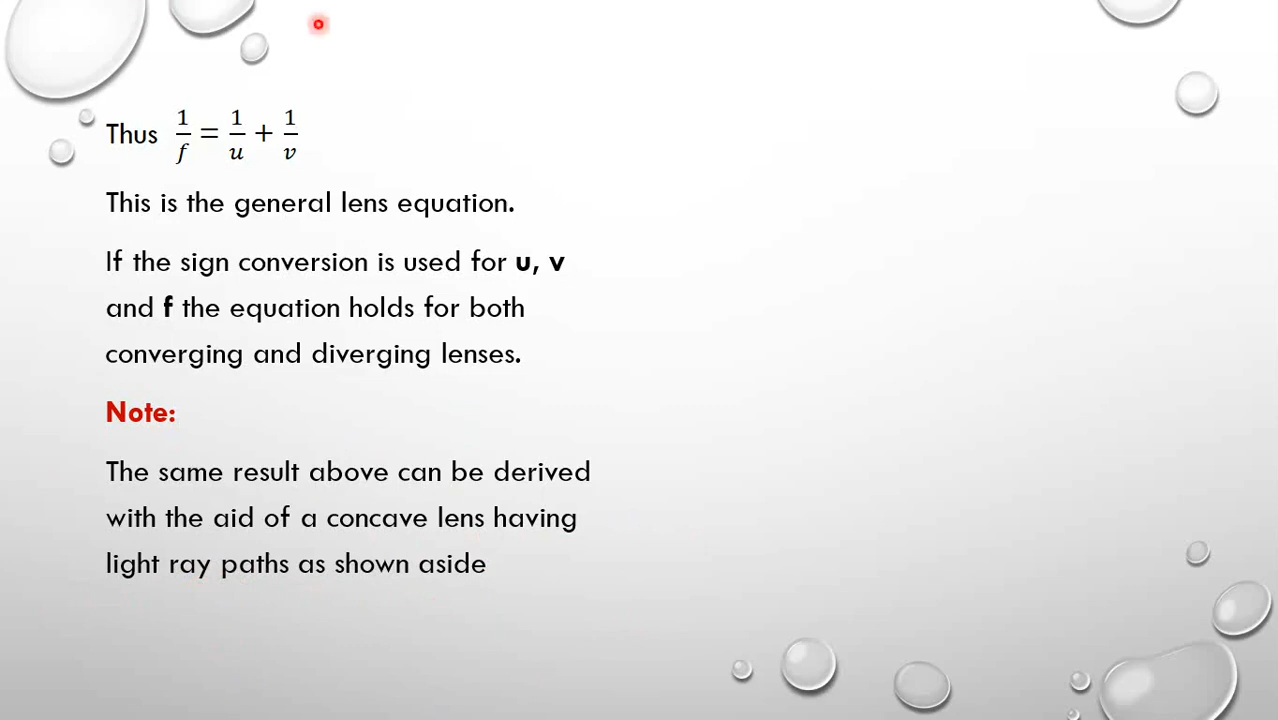 Thus 1/f = 1/u + 1/v
This is the general lens equation.
If the sign conversion is used for u, v
and f the equation holds for both
converging and diverging lenses.
Note:
The same result above can be derived
with the aid of a concave lens having
light ray paths as shown aside